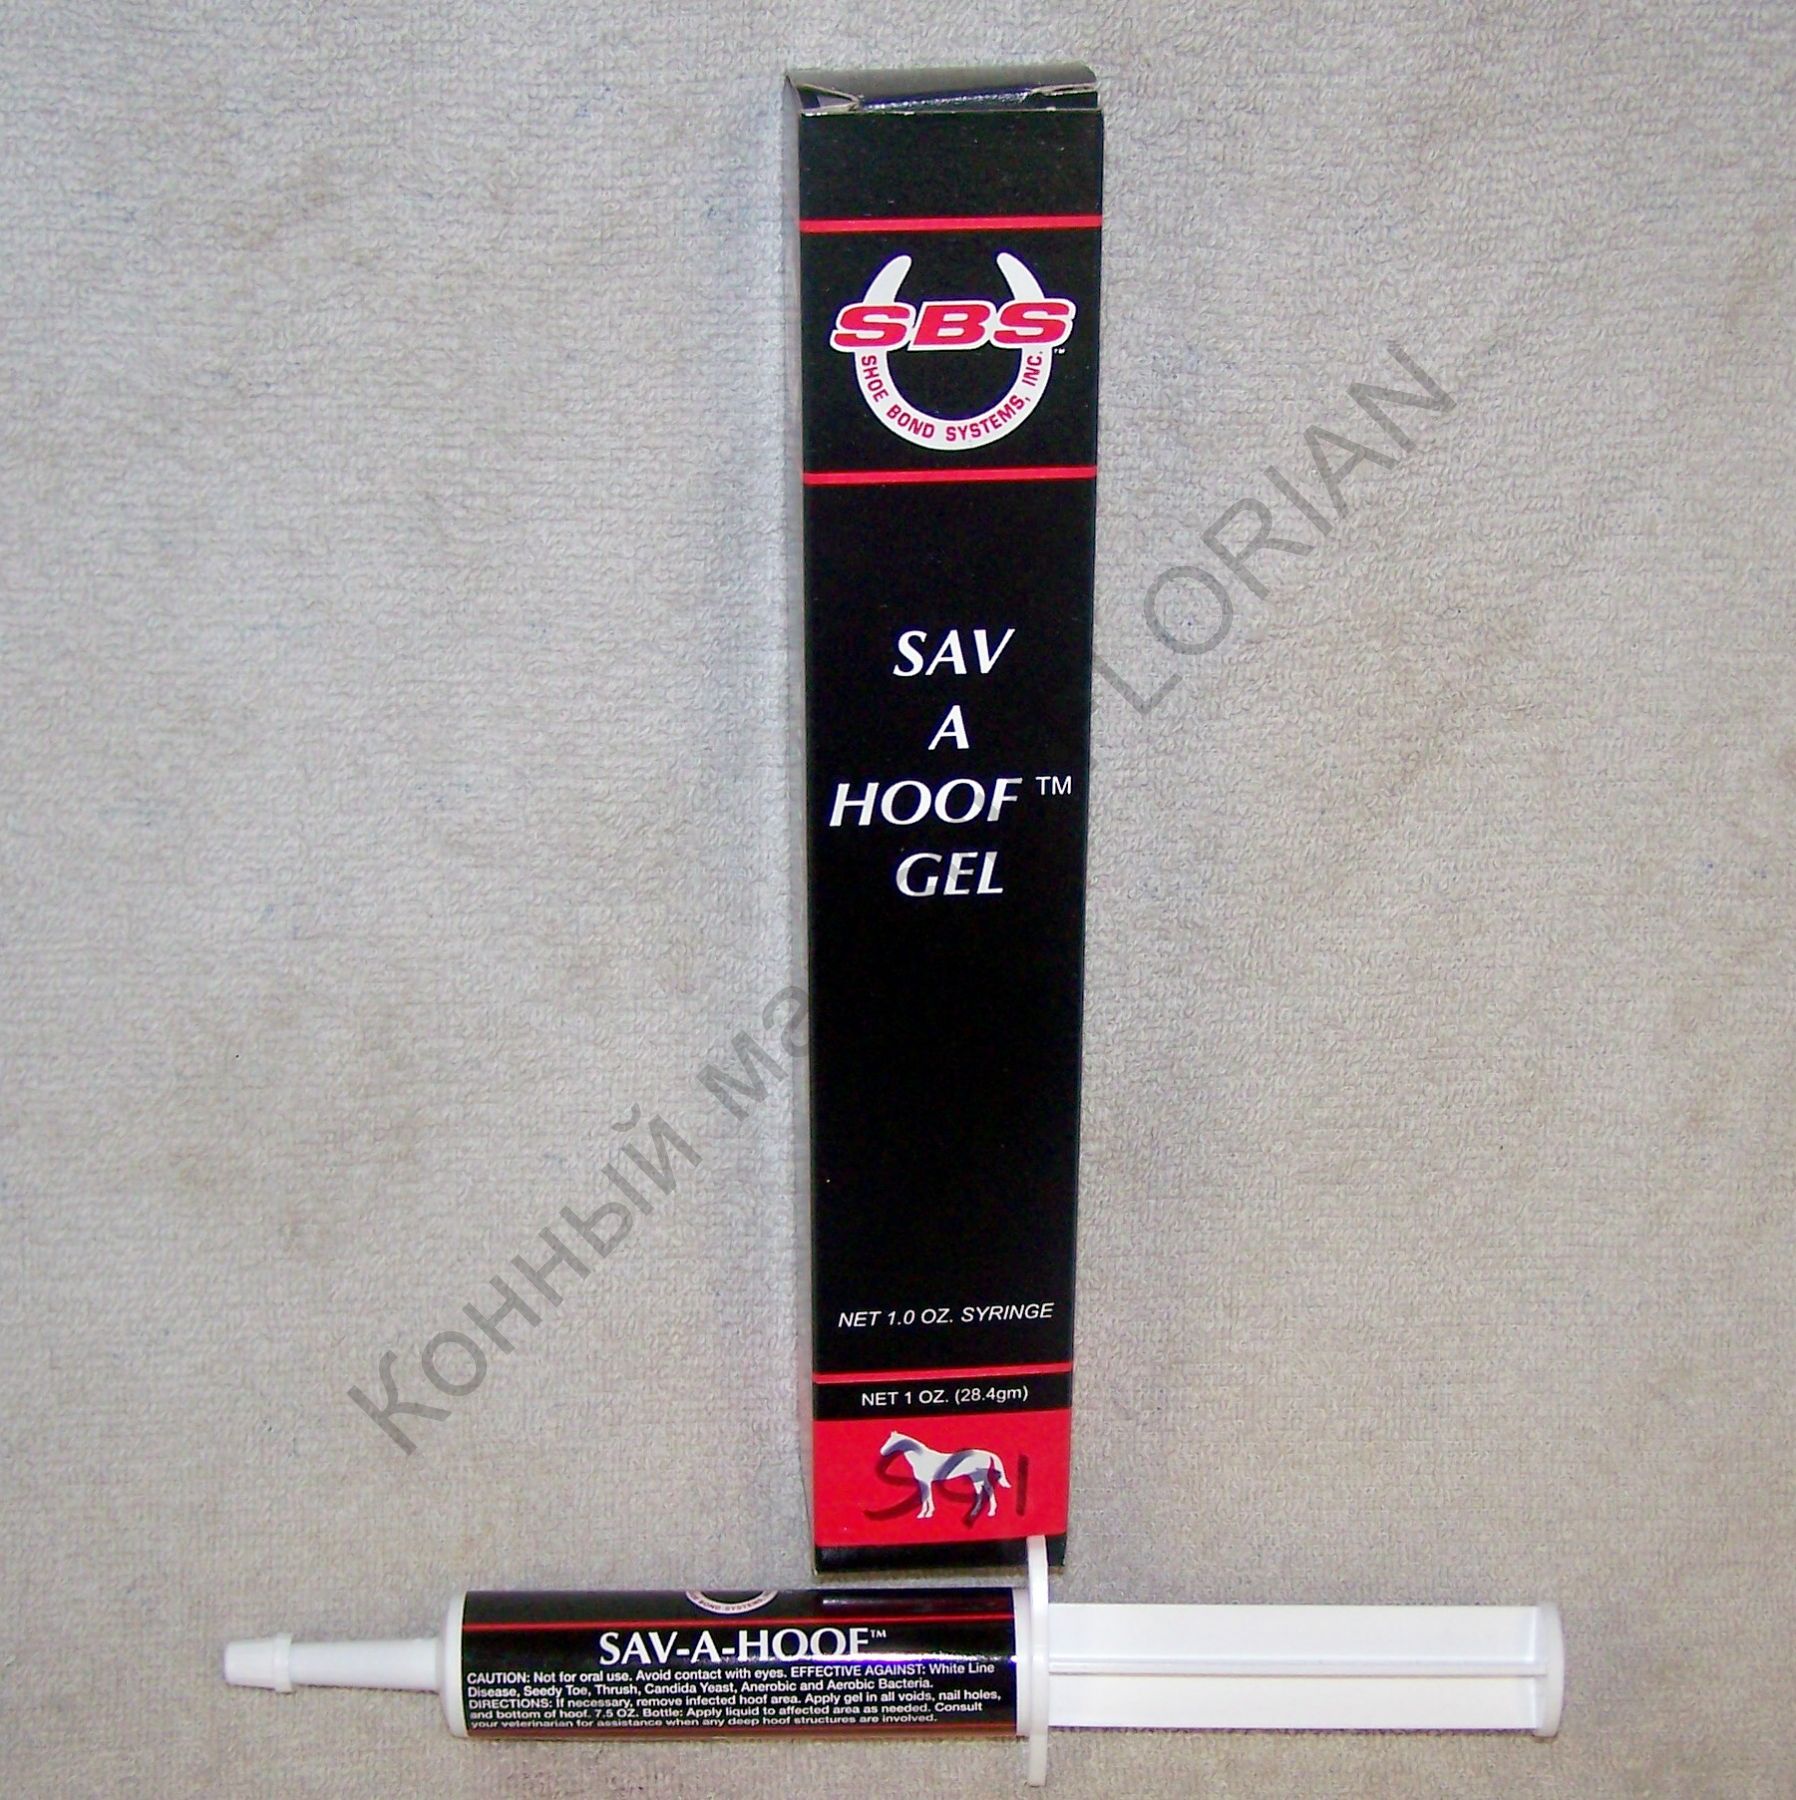 SBS
SHOE BOND SYSTEMS, INC.™
SAV
A
HOOF ™
GEL
NET 1.0 OZ. SYRINGE
NET 1 OZ. (28.4gm)
SAV-A-HOOF™
CAUTION: Not for oral use. Avoid contact with eyes. EFFECTIVE AGAINST: White Line
Disease, Seedy Toe, Thrush, Candida Yeast, Anerobic and Aerobic Bacteria.
DIRECTIONS: If necessary, remove infected hoof area. Apply gel in all voids, nail holes,
and bottom of hoof. 7.5 OZ. Bottle: Apply liquid to affected area as needed. Consult
your veterinarian for assistance when any deep hoof structures are involved.
Конный
LORIAN